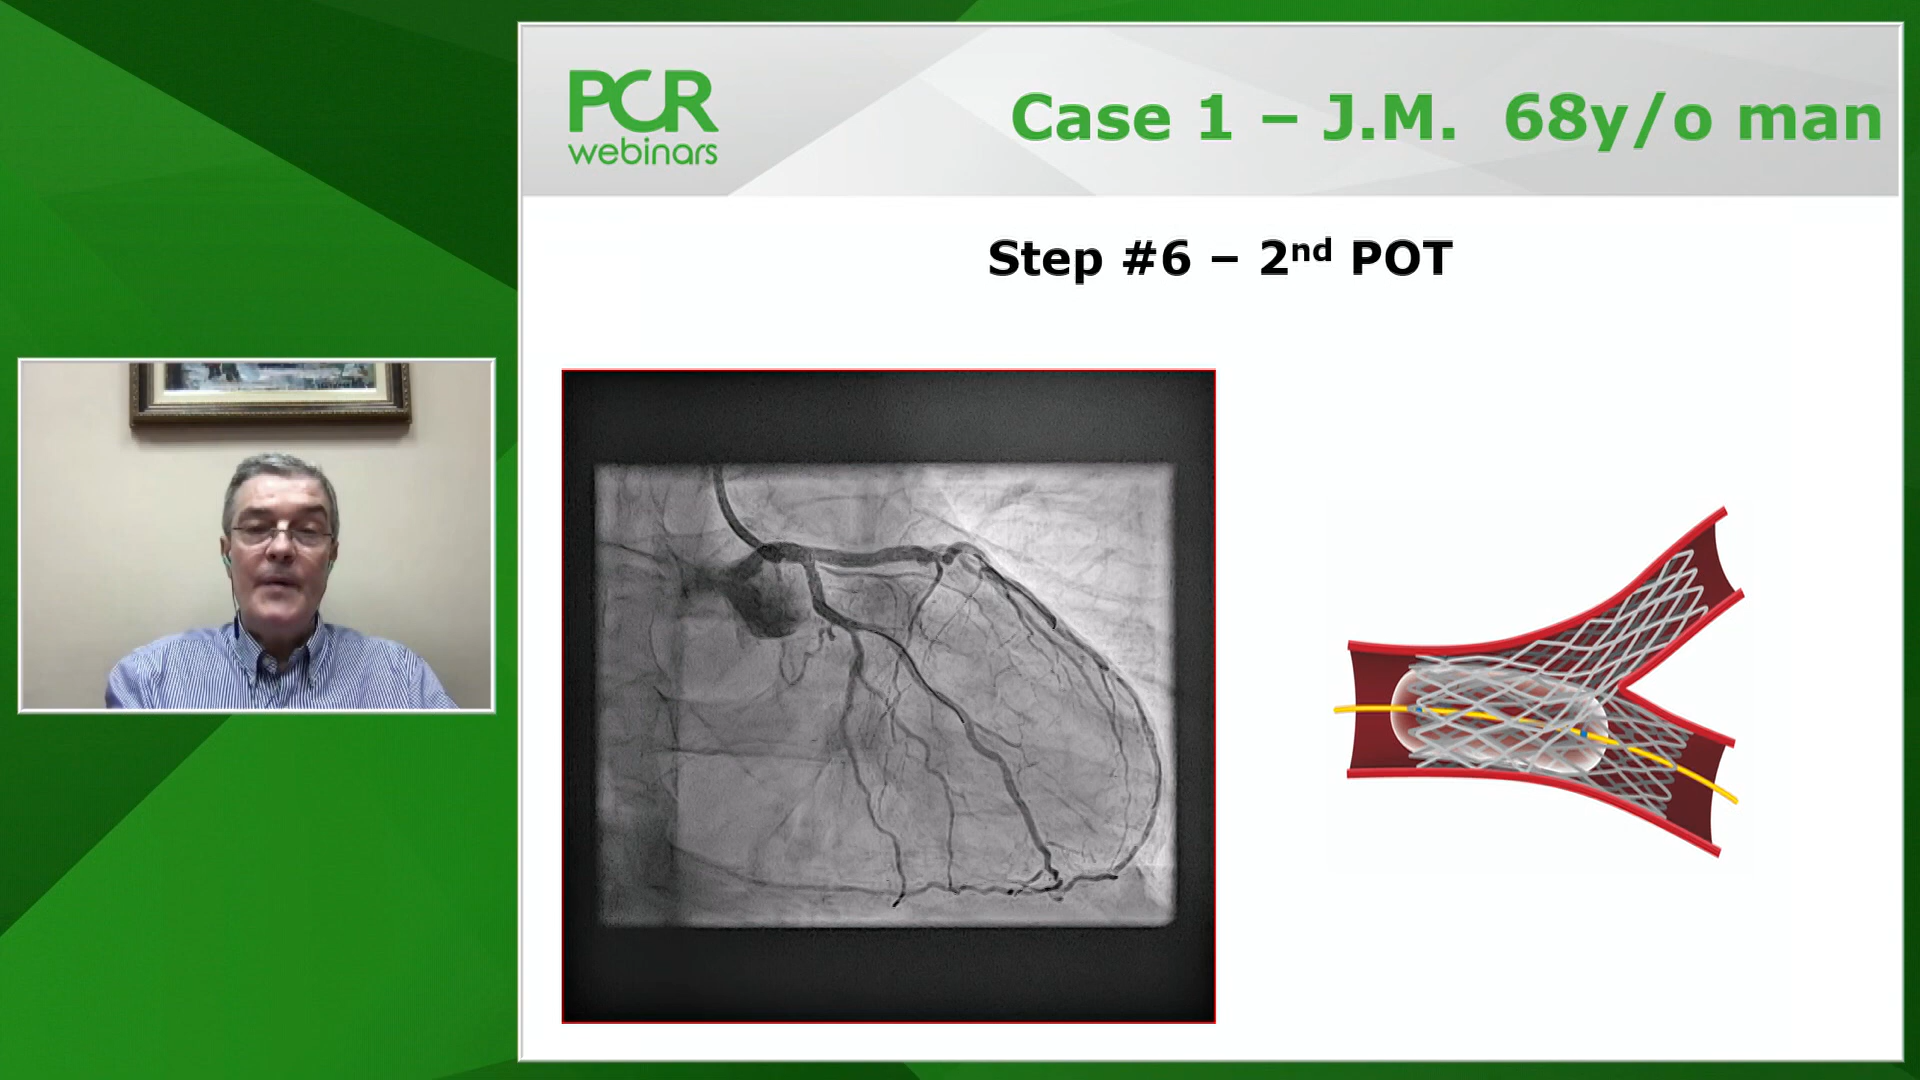 PCR
webinars
Case 1 – J.M. 68y/o man
Step #6 – 2nd POT